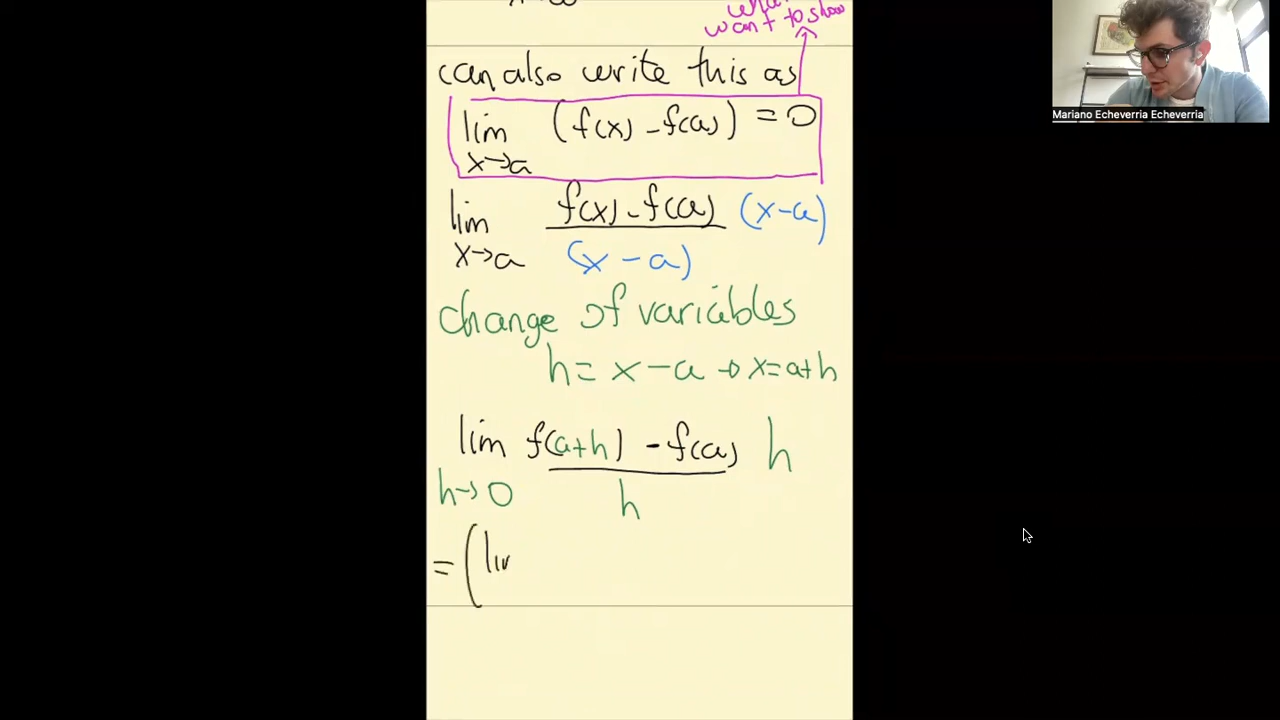 want to show
can also write this as
lim (f(x) - f(a)) = 0
x→a
lim f(x) - f(a) (x-a)
x→a (x - a)
change of variables
h = x - a → x = a+h
lim f(a+h) - f(a) h
h→0 h
= (lin
Mariano Echeverria Echeverria